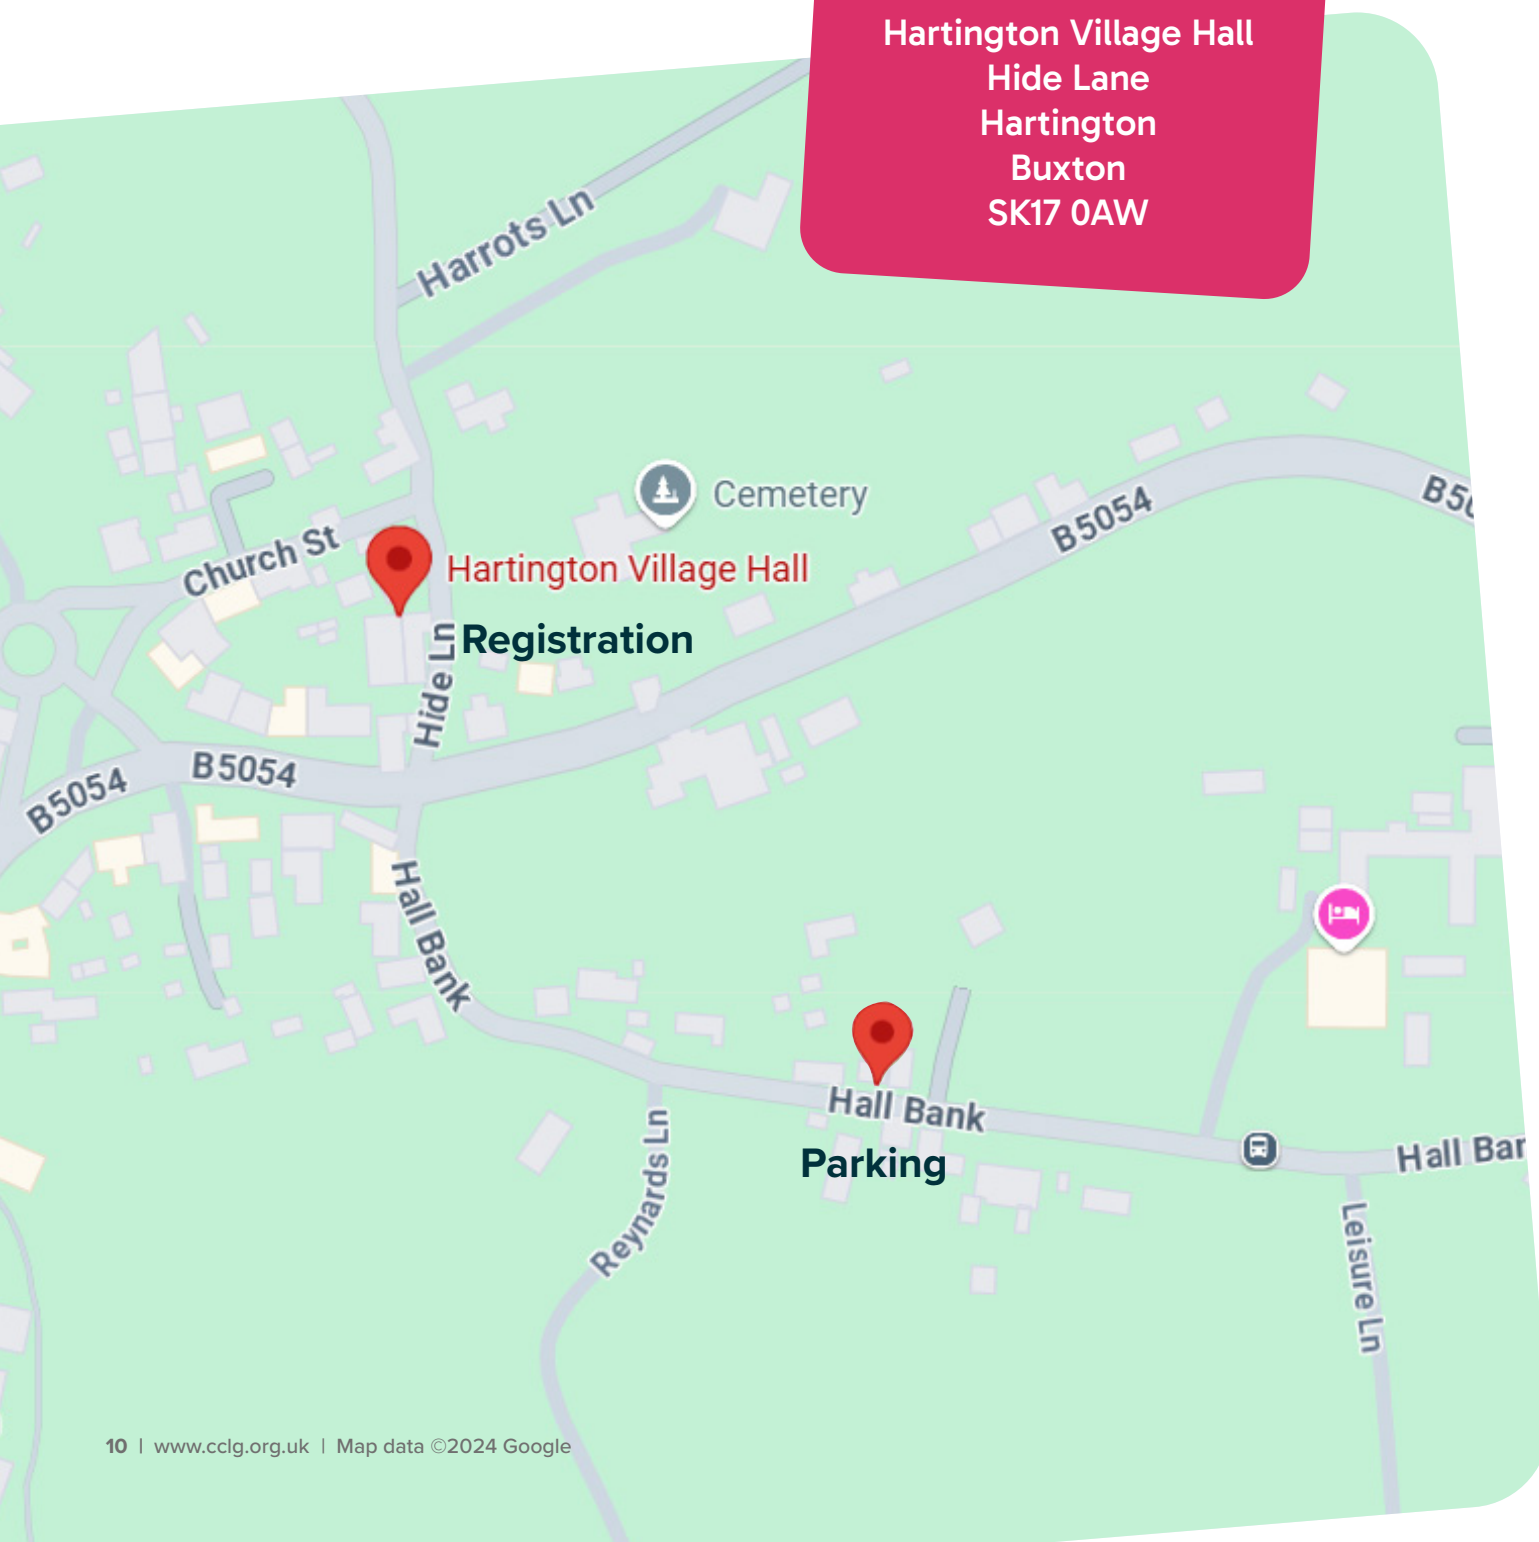 Hartington Village Hall
Hide Lane
Hartington
Buxton
SK17 0AW
Harrots Ln
Cemetery
B5054
Church St
Hartington Village Hall
Registration
Hide Ln
B5054
B5054
Hall Bank
Hall Bank
Parking
Hall Bar
Reynards Ln
Leisure Ln
10 | www.cclg.org.uk | Map data ©2024 Google